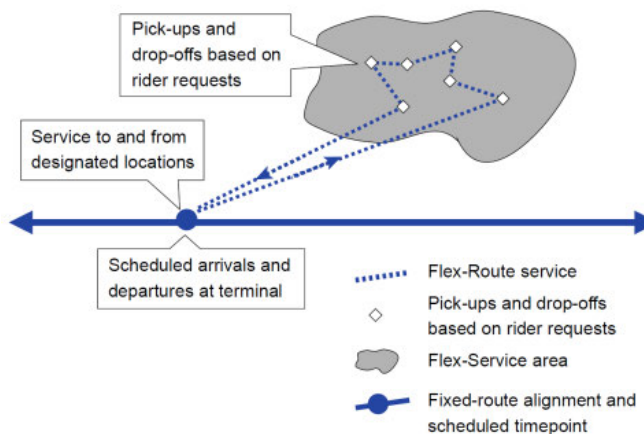 Pick-ups and
drop-offs based on
rider requests
Service to and from
designated locations
Scheduled arrivals and
departures at terminal
Flex-Route service
Pick-ups and drop-offs
based on rider requests
Flex-Service area
Fixed-route alignment and
scheduled timepoint